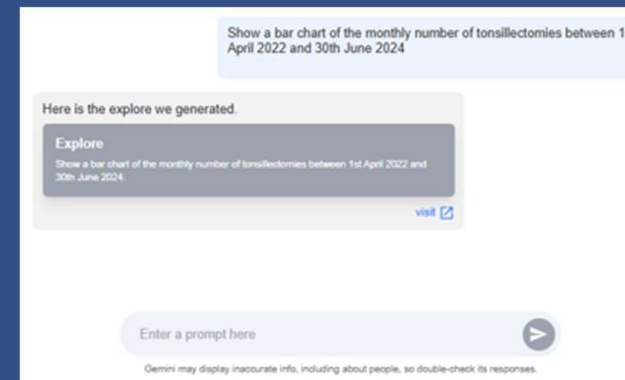 Show a bar chart of the monthly number of tonsillectomies between 1
April 2022 and 30th June 2024
Here is the explore we generated.
Explore
Show a bar chart of the monthly number of tonsillectomies between 1st April 2022 and
30th June 2024.
visit
Enter a prompt here
Gemini may display inaccurate info, including about people, so double-check its responses.